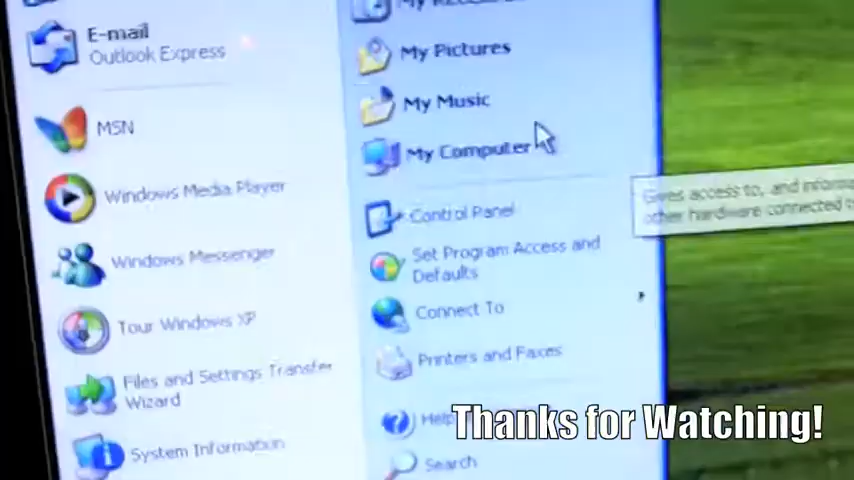 E-mail
Outlook Express
MSN
Windows Media Player
Windows Messenger
Tour Windows XP
Files and Settings Transfer
Wizard
System Information
My Pictures
My Music
My Computer
Control Panel
Set Program Access and
Defaults
Connect To
Printers and Faxes
Help
Search
Gives access to, and
other hardware connected
Thanks for Watching!